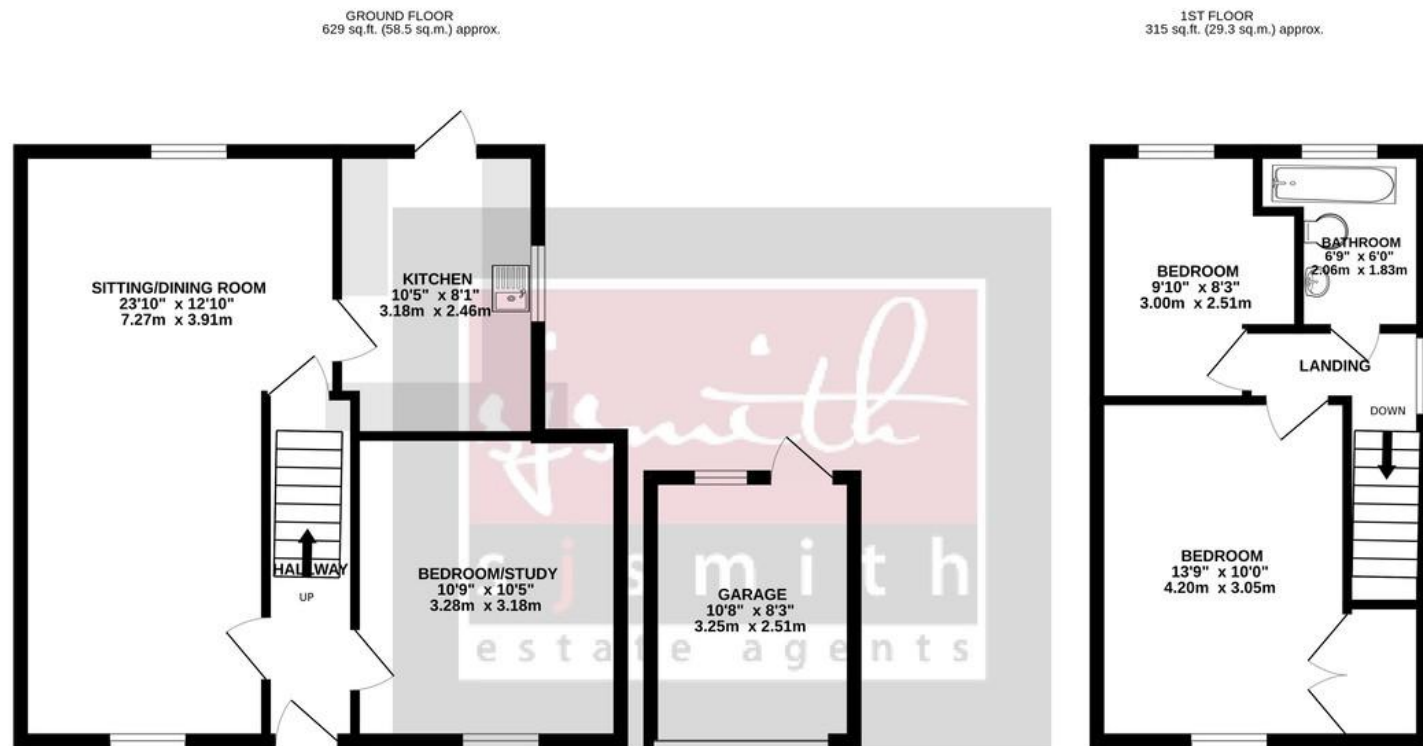 GROUND FLOOR
629 sq.ft. (58.5 sq.m.) approx.
1ST FLOOR
315 sq.ft. (29.3 sq.m.) approx.
SITTING/DINING ROOM
23'10" x 12'10"
7.27m x 3.91m
KITCHEN
10'5" x 8'1"
3.18m x 2.46m
HALLWAY
UP
BEDROOM/STUDY
10'9" x 10'5"
3.28m x 3.18m
GARAGE
10'8" x 8'3"
3.25m x 2.51m
BEDROOM
9'10" x 8'3"
3.00m x 2.51m
BATHROOM
6'9" x 6'0"
2.06m x 1.83m
LANDING
DOWN
BEDROOM
13'9" x 10'0"
4.20m x 3.05m
sjsmith
sjsmith
estate agents